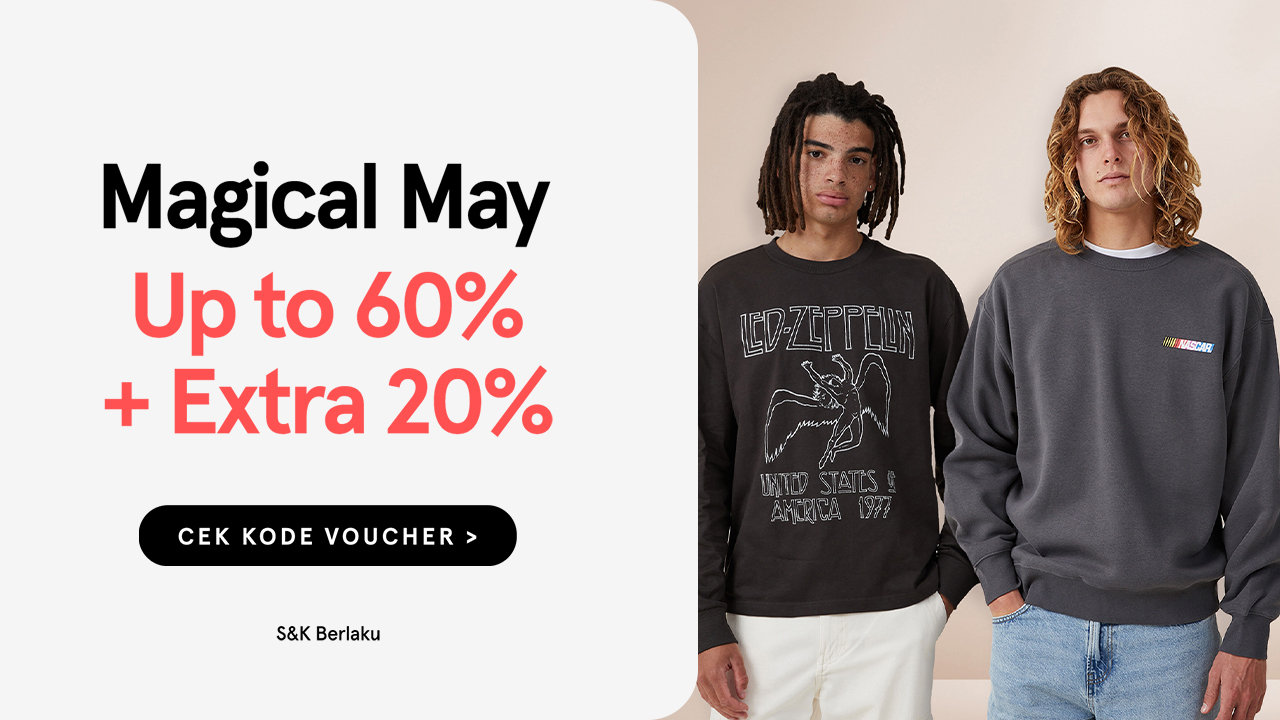 Magical May
Up to 60%
+ Extra 20%
CEK KODE VOUCHER >
S&K Berlaku
LED-ZEPPELIN
UNITED STATES OF
AMERICA 1977
NASCAR